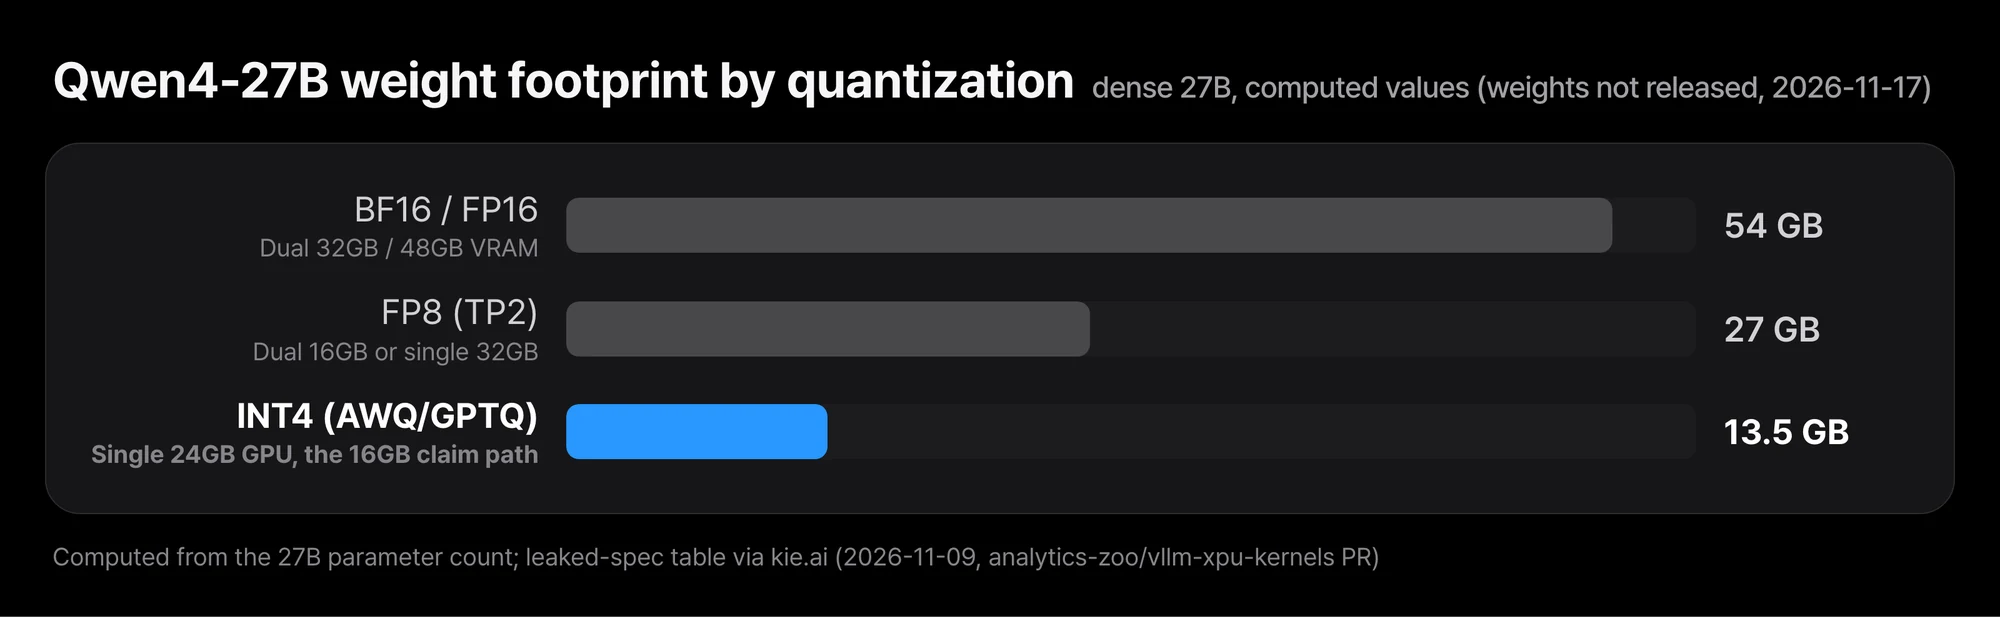 Qwen4-27B weight footprint by quantization dense 27B, computed values (weights not released, 2026-11-17)
BF16 / FP16
Dual 32GB / 48GB VRAM
54 GB
FP8 (TP2)
Dual 16GB or single 32GB
27 GB
INT4 (AWQ/GPTQ)
Single 24GB GPU, the 16GB claim path
13.5 GB
Computed from the 27B parameter count; leaked-spec table via kie.ai (2026-11-09, analytics-zoo/vllm-xpu-kernels PR)